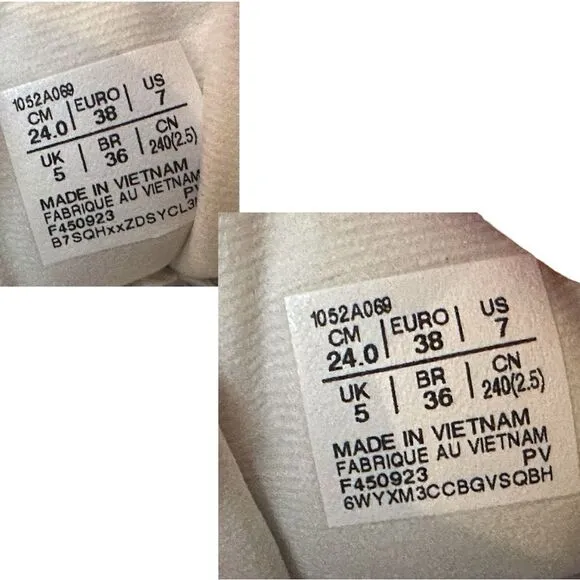 1052A069
CM | EURO | US
24.0 | 38 | 7
UK | BR | CN
5 | 36 | 240(2.5)
MADE IN VIETNAM
FABRIQUE AU VIETNAM
F450923 PV
B7SQHxxZDSYCL3
1052A069
CM | EURO | US
24.0 | 38 | 7
UK | BR | CN
5 | 36 | 240(2.5)
MADE IN VIETNAM
FABRIQUE AU VIETNAM
F450923 PV
6WYXM3CCBGVSQBH